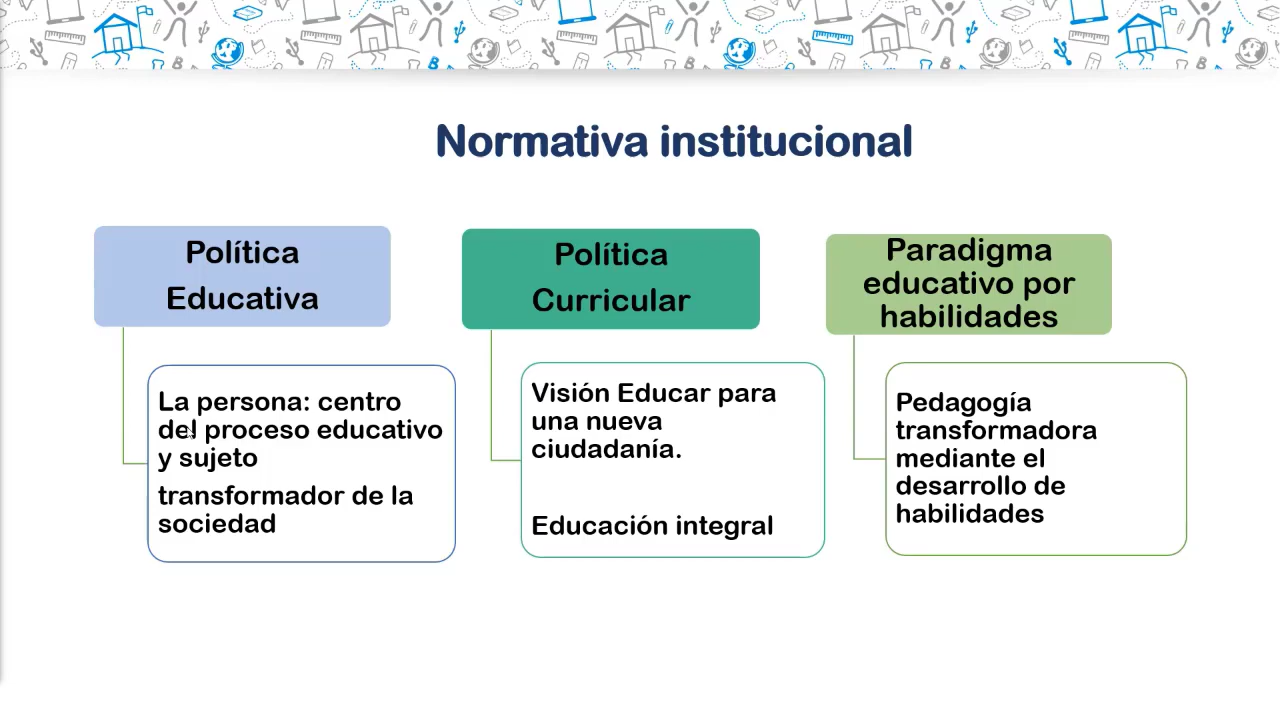 Normativa institucional
Política
Educativa
La persona: centro
del proceso educativo
y sujeto
transformador de la
sociedad
Política
Curricular
Visión Educar para
una nueva
ciudadanía.
Educación integral
Paradigma
educativo por
habilidades
Pedagogía
transformadora
mediante el
desarrollo de
habilidades